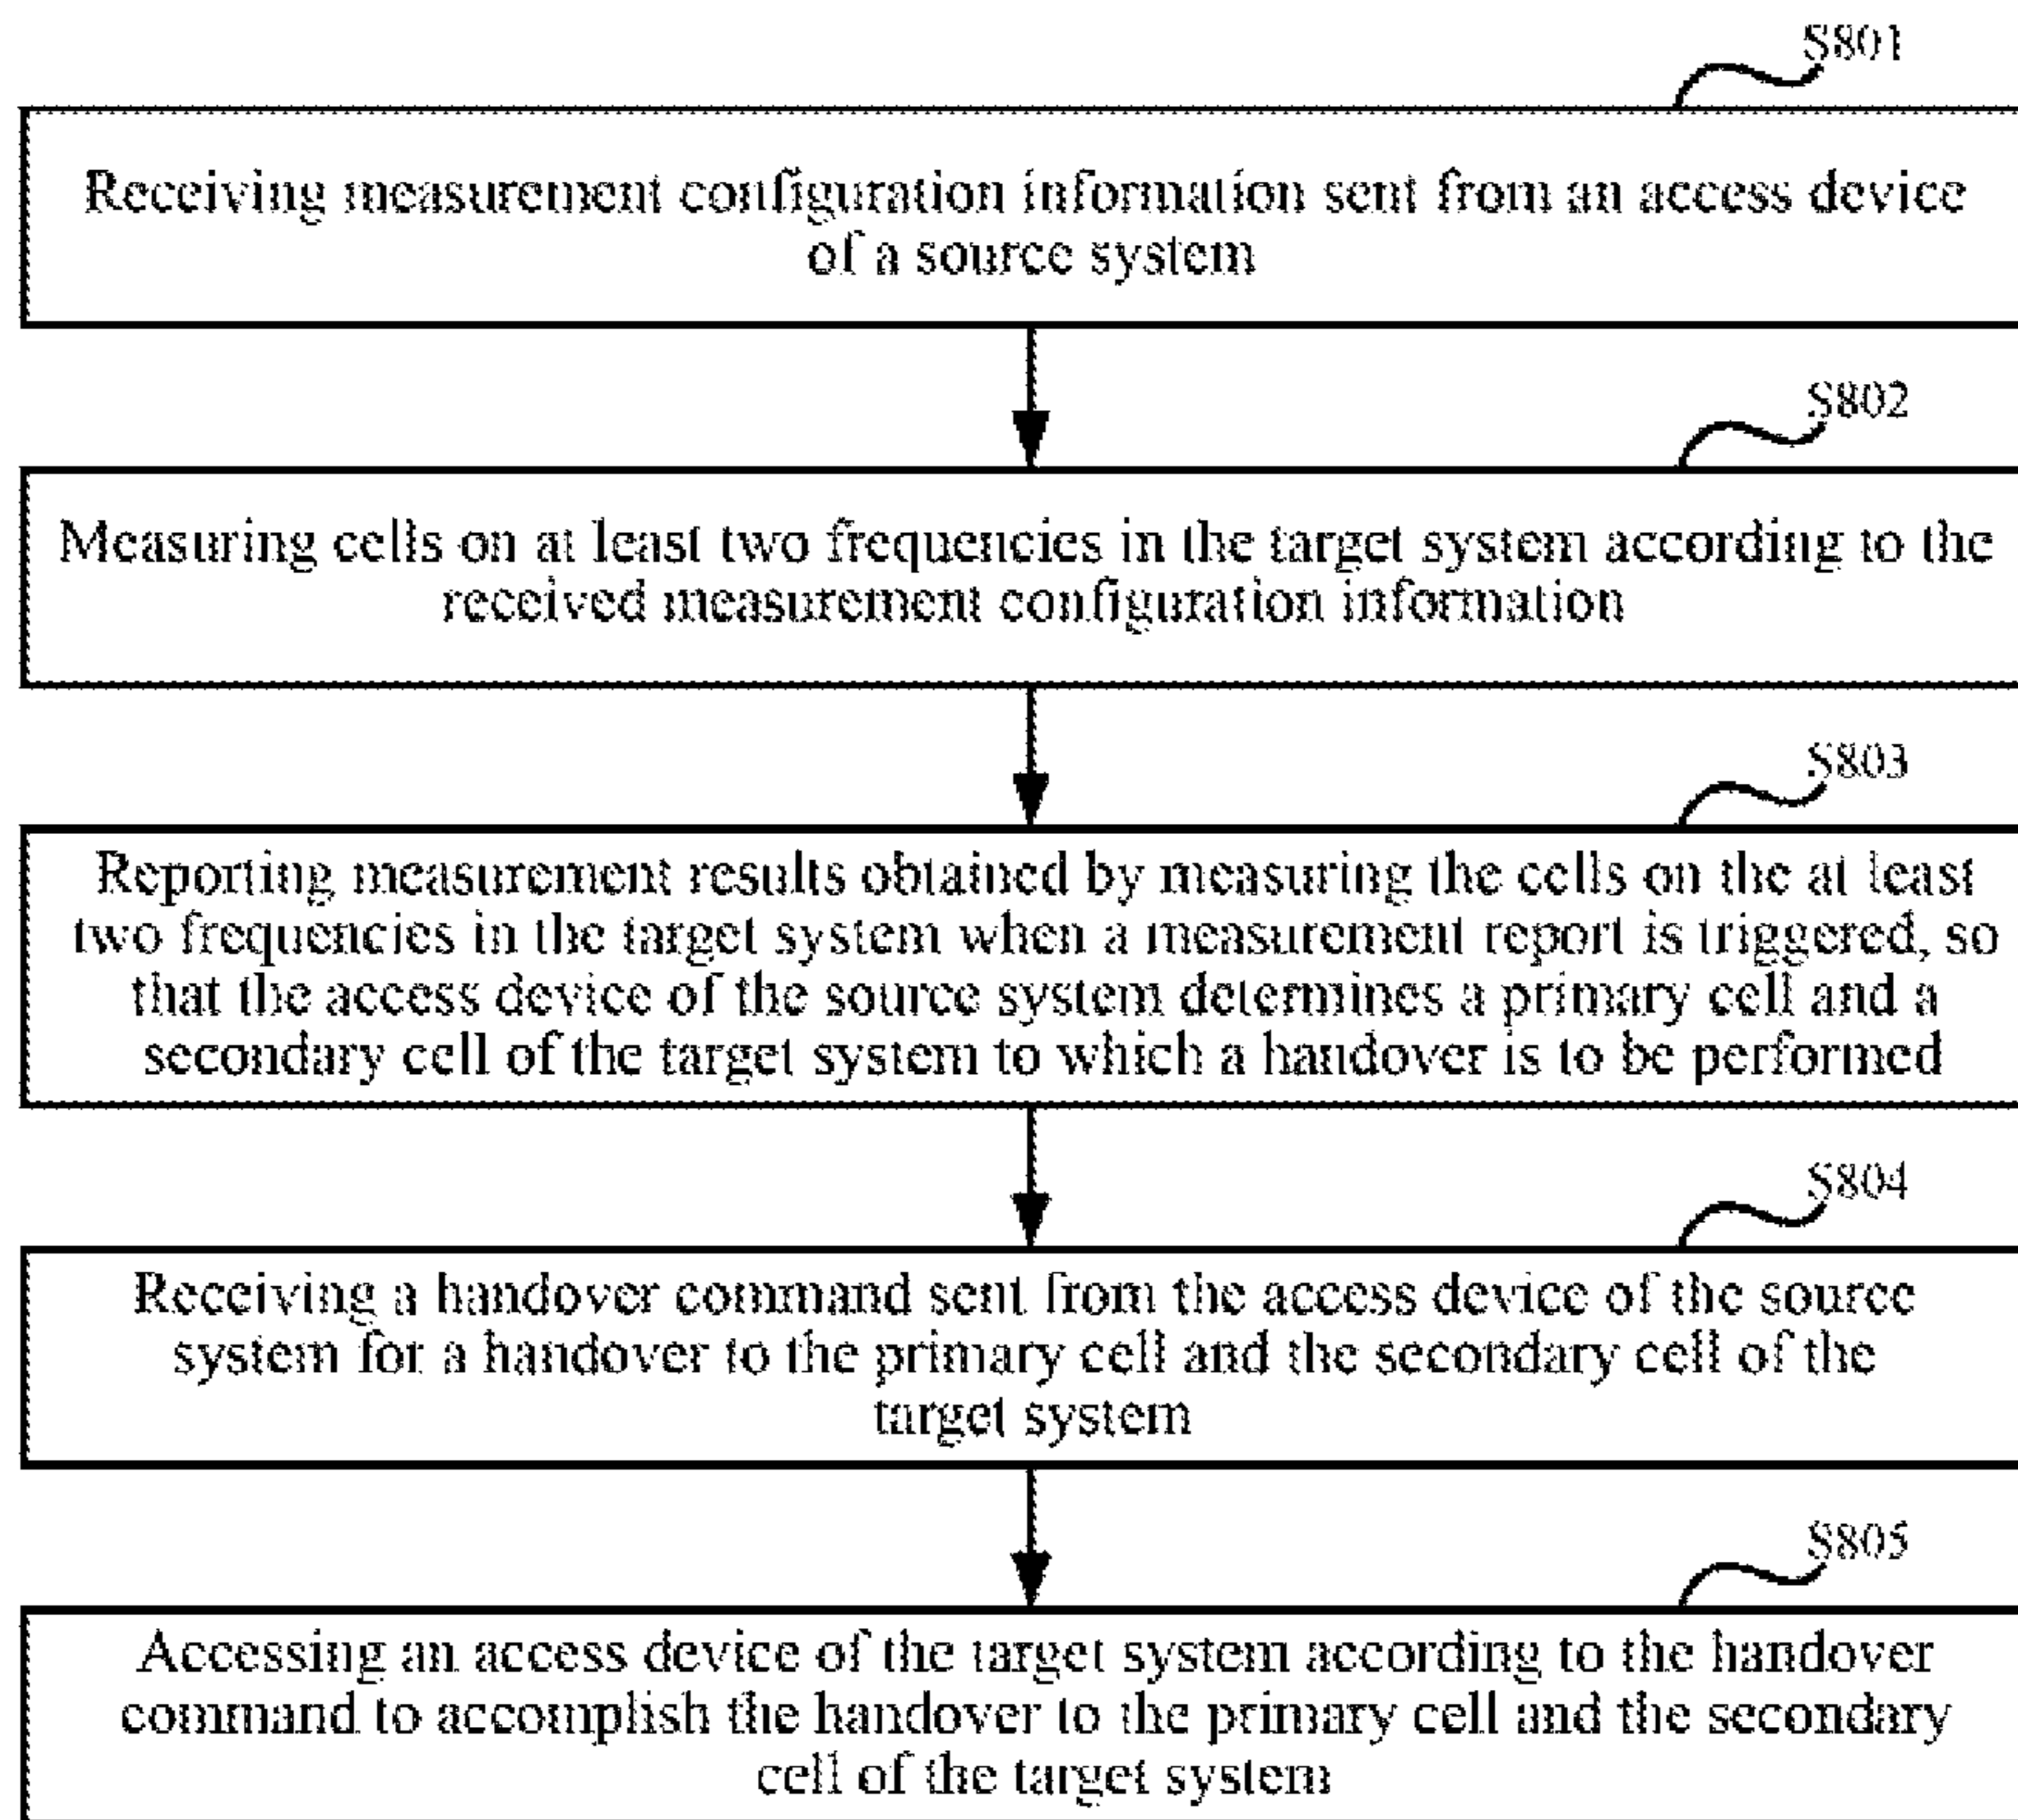 S801
Receiving measurement configuration information sent from an access device
of a source system
S802
Measuring cells on at least two frequencies in the target system according to the
received measurement configuration information
S803
Reporting measurement results obtained by measuring the cells on the at least
two frequencies in the target system when a measurement report is triggered, so
that the access device of the source system determines a primary cell and a
secondary cell of the target system to which a handover is to be performed
S804
Receiving a handover command sent from the access device of the source
system for a handover to the primary cell and the secondary cell of the
target system
S805
Accessing an access device of the target system according to the handover
command to accomplish the handover to the primary cell and the secondary
cell of the target system